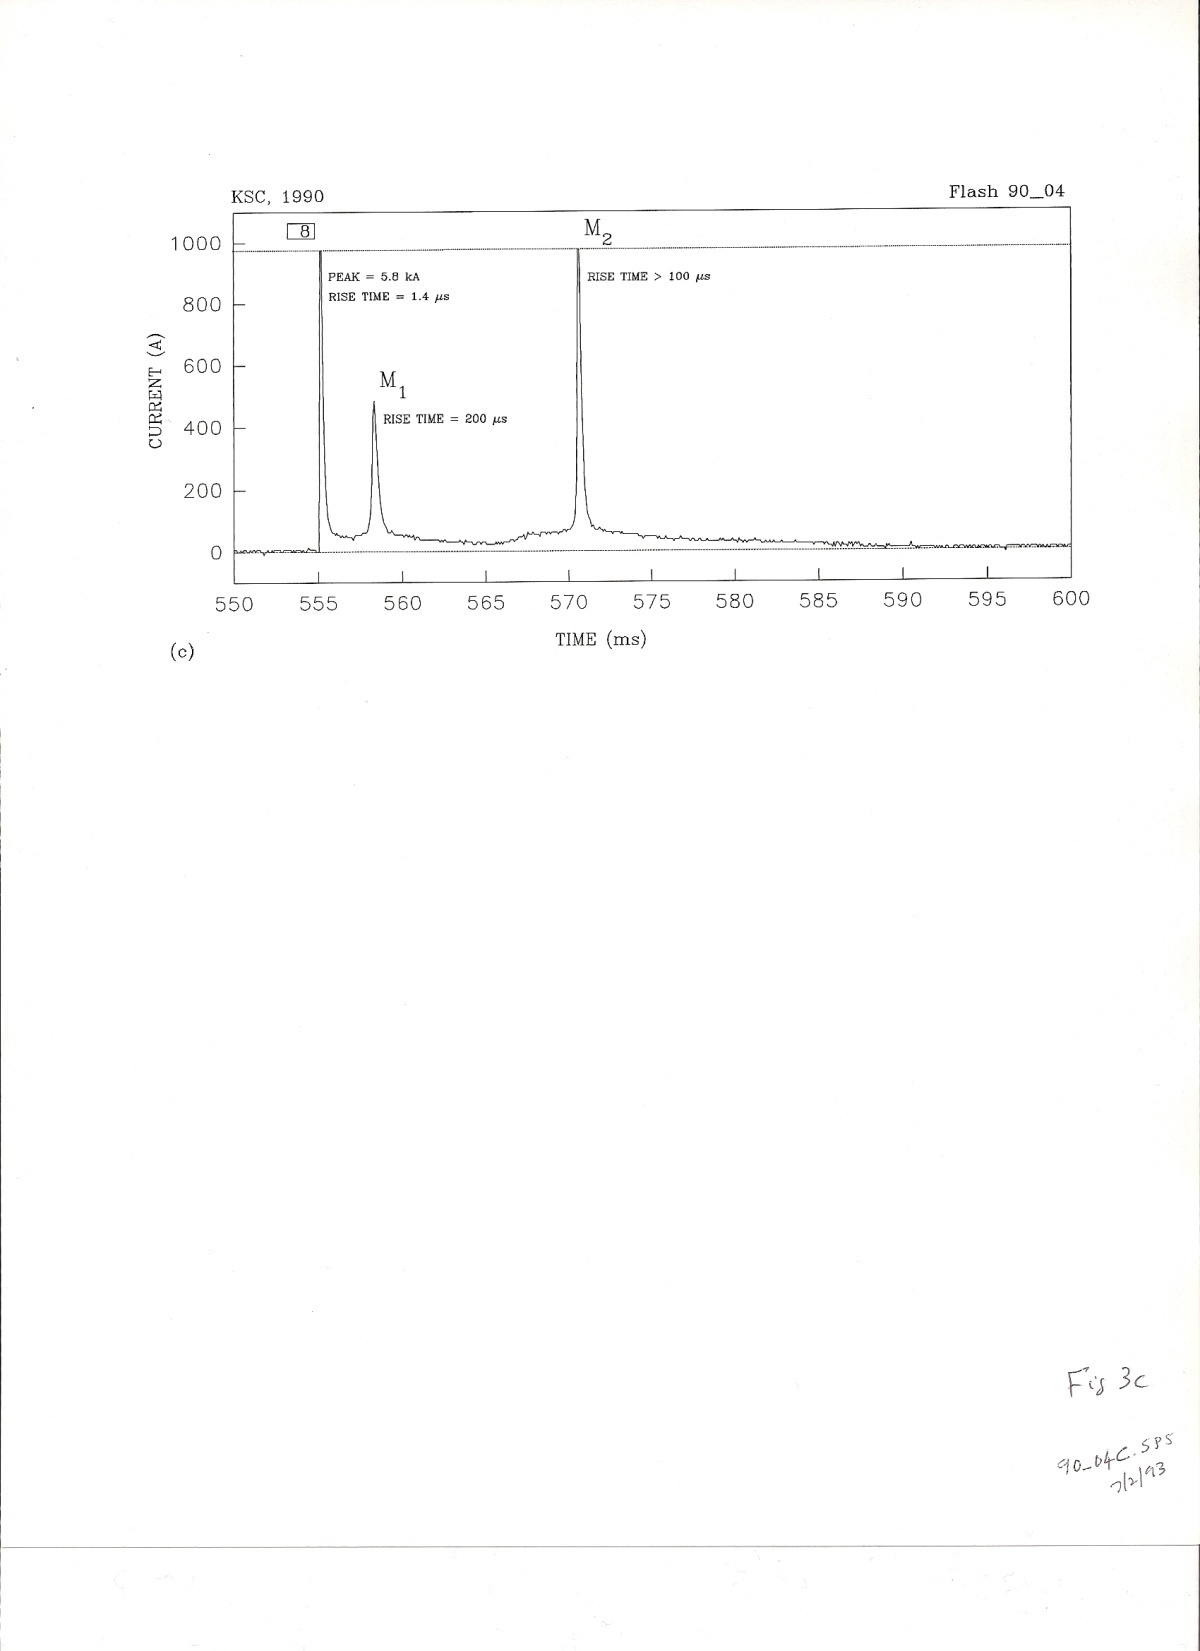 KSC, 1990
Flash 90_04
8
M2
1000
PEAK = 5.8 kA
RISE TIME = 1.4 μs
RISE TIME > 100 μs
800
600
M1
RISE TIME = 200 μs
400
200
0
CURRENT (A)
550 555 560 565 570 575 580 585 590 595 600
TIME (ms)
(c)
Fig 3c
90_04C.SPS
7/2/93